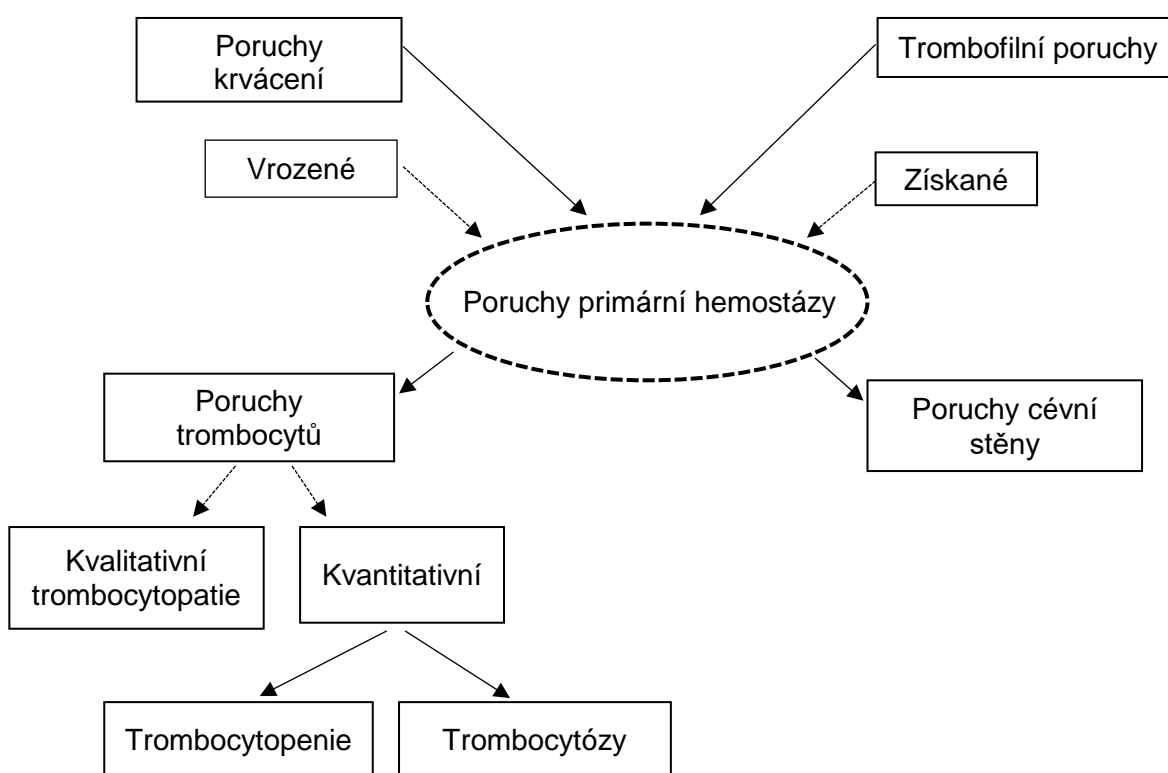 Poruchy
krvácení
Trombofilní poruchy
Vrozené
Získané
Poruchy primární hemostázy
Poruchy
trombocytů
Poruchy cévní
stěny
Kvalitativní
trombocytopatie
Kvantitativní
Trombocytopenie
Trombocytózy